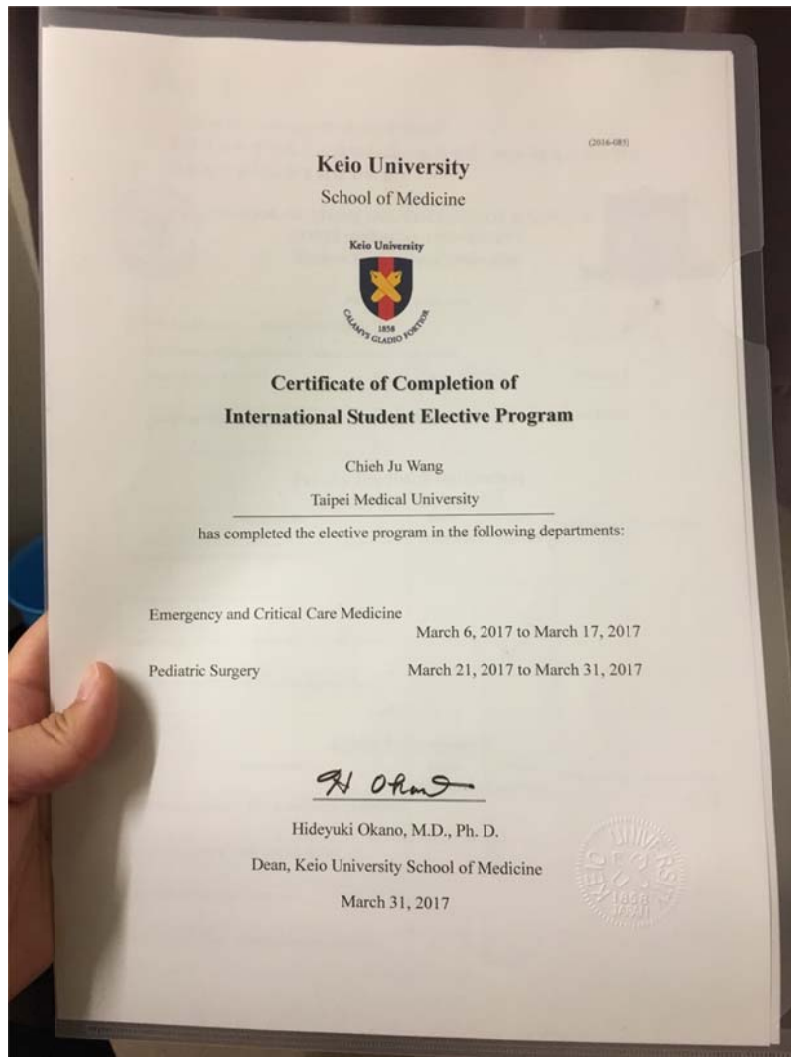 (2016-085)
Keio University
School of Medicine
Keio University
1858
CALAMVS GLADIO FORTIOR
Certificate of Completion of
International Student Elective Program
Chieh Ju Wang
Taipei Medical University
has completed the elective program in the following departments:
Emergency and Critical Care Medicine
March 6, 2017 to March 17, 2017
Pediatric Surgery March 21, 2017 to March 31, 2017
Hideyuki Okano, M.D., Ph. D.
Dean, Keio University School of Medicine
March 31, 2017
KEIO UNIVERSITY
1858